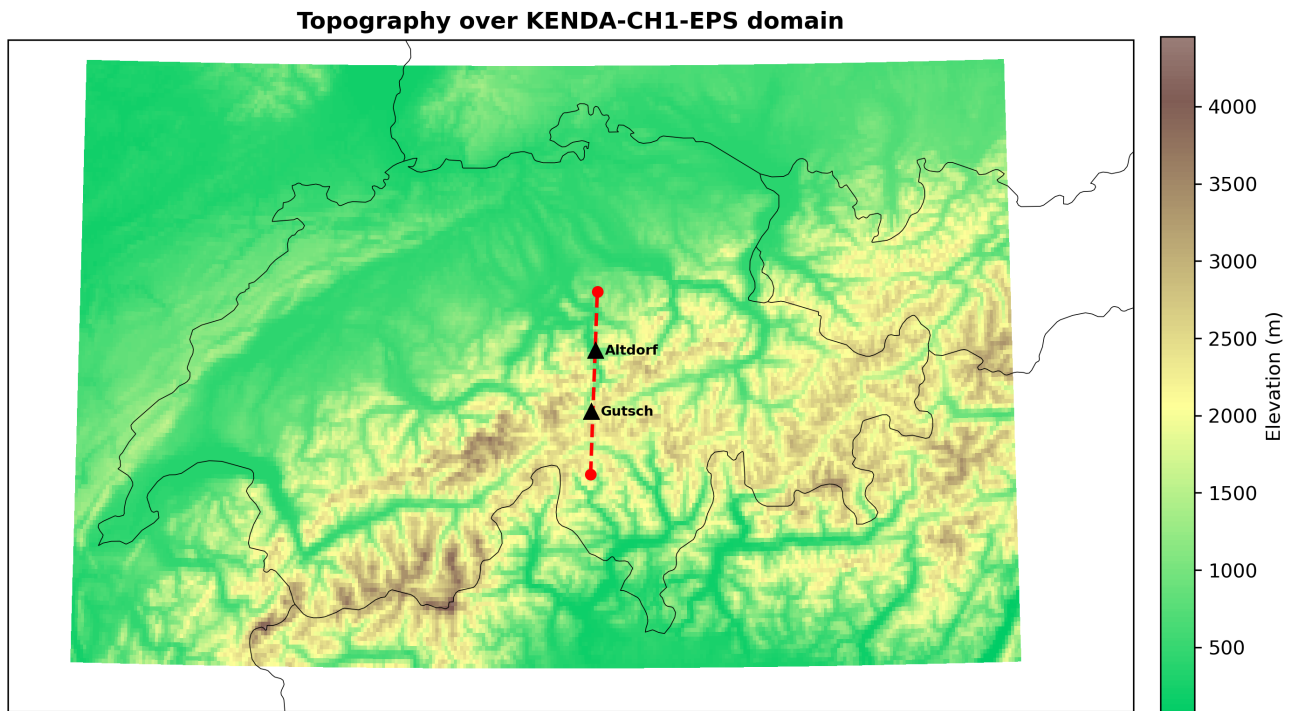 Topography over KENDA-CH1-EPS domain
Altdorf
Gutsch
4000
3500
3000
2500
2000
1500
1000
500
Elevation (m)